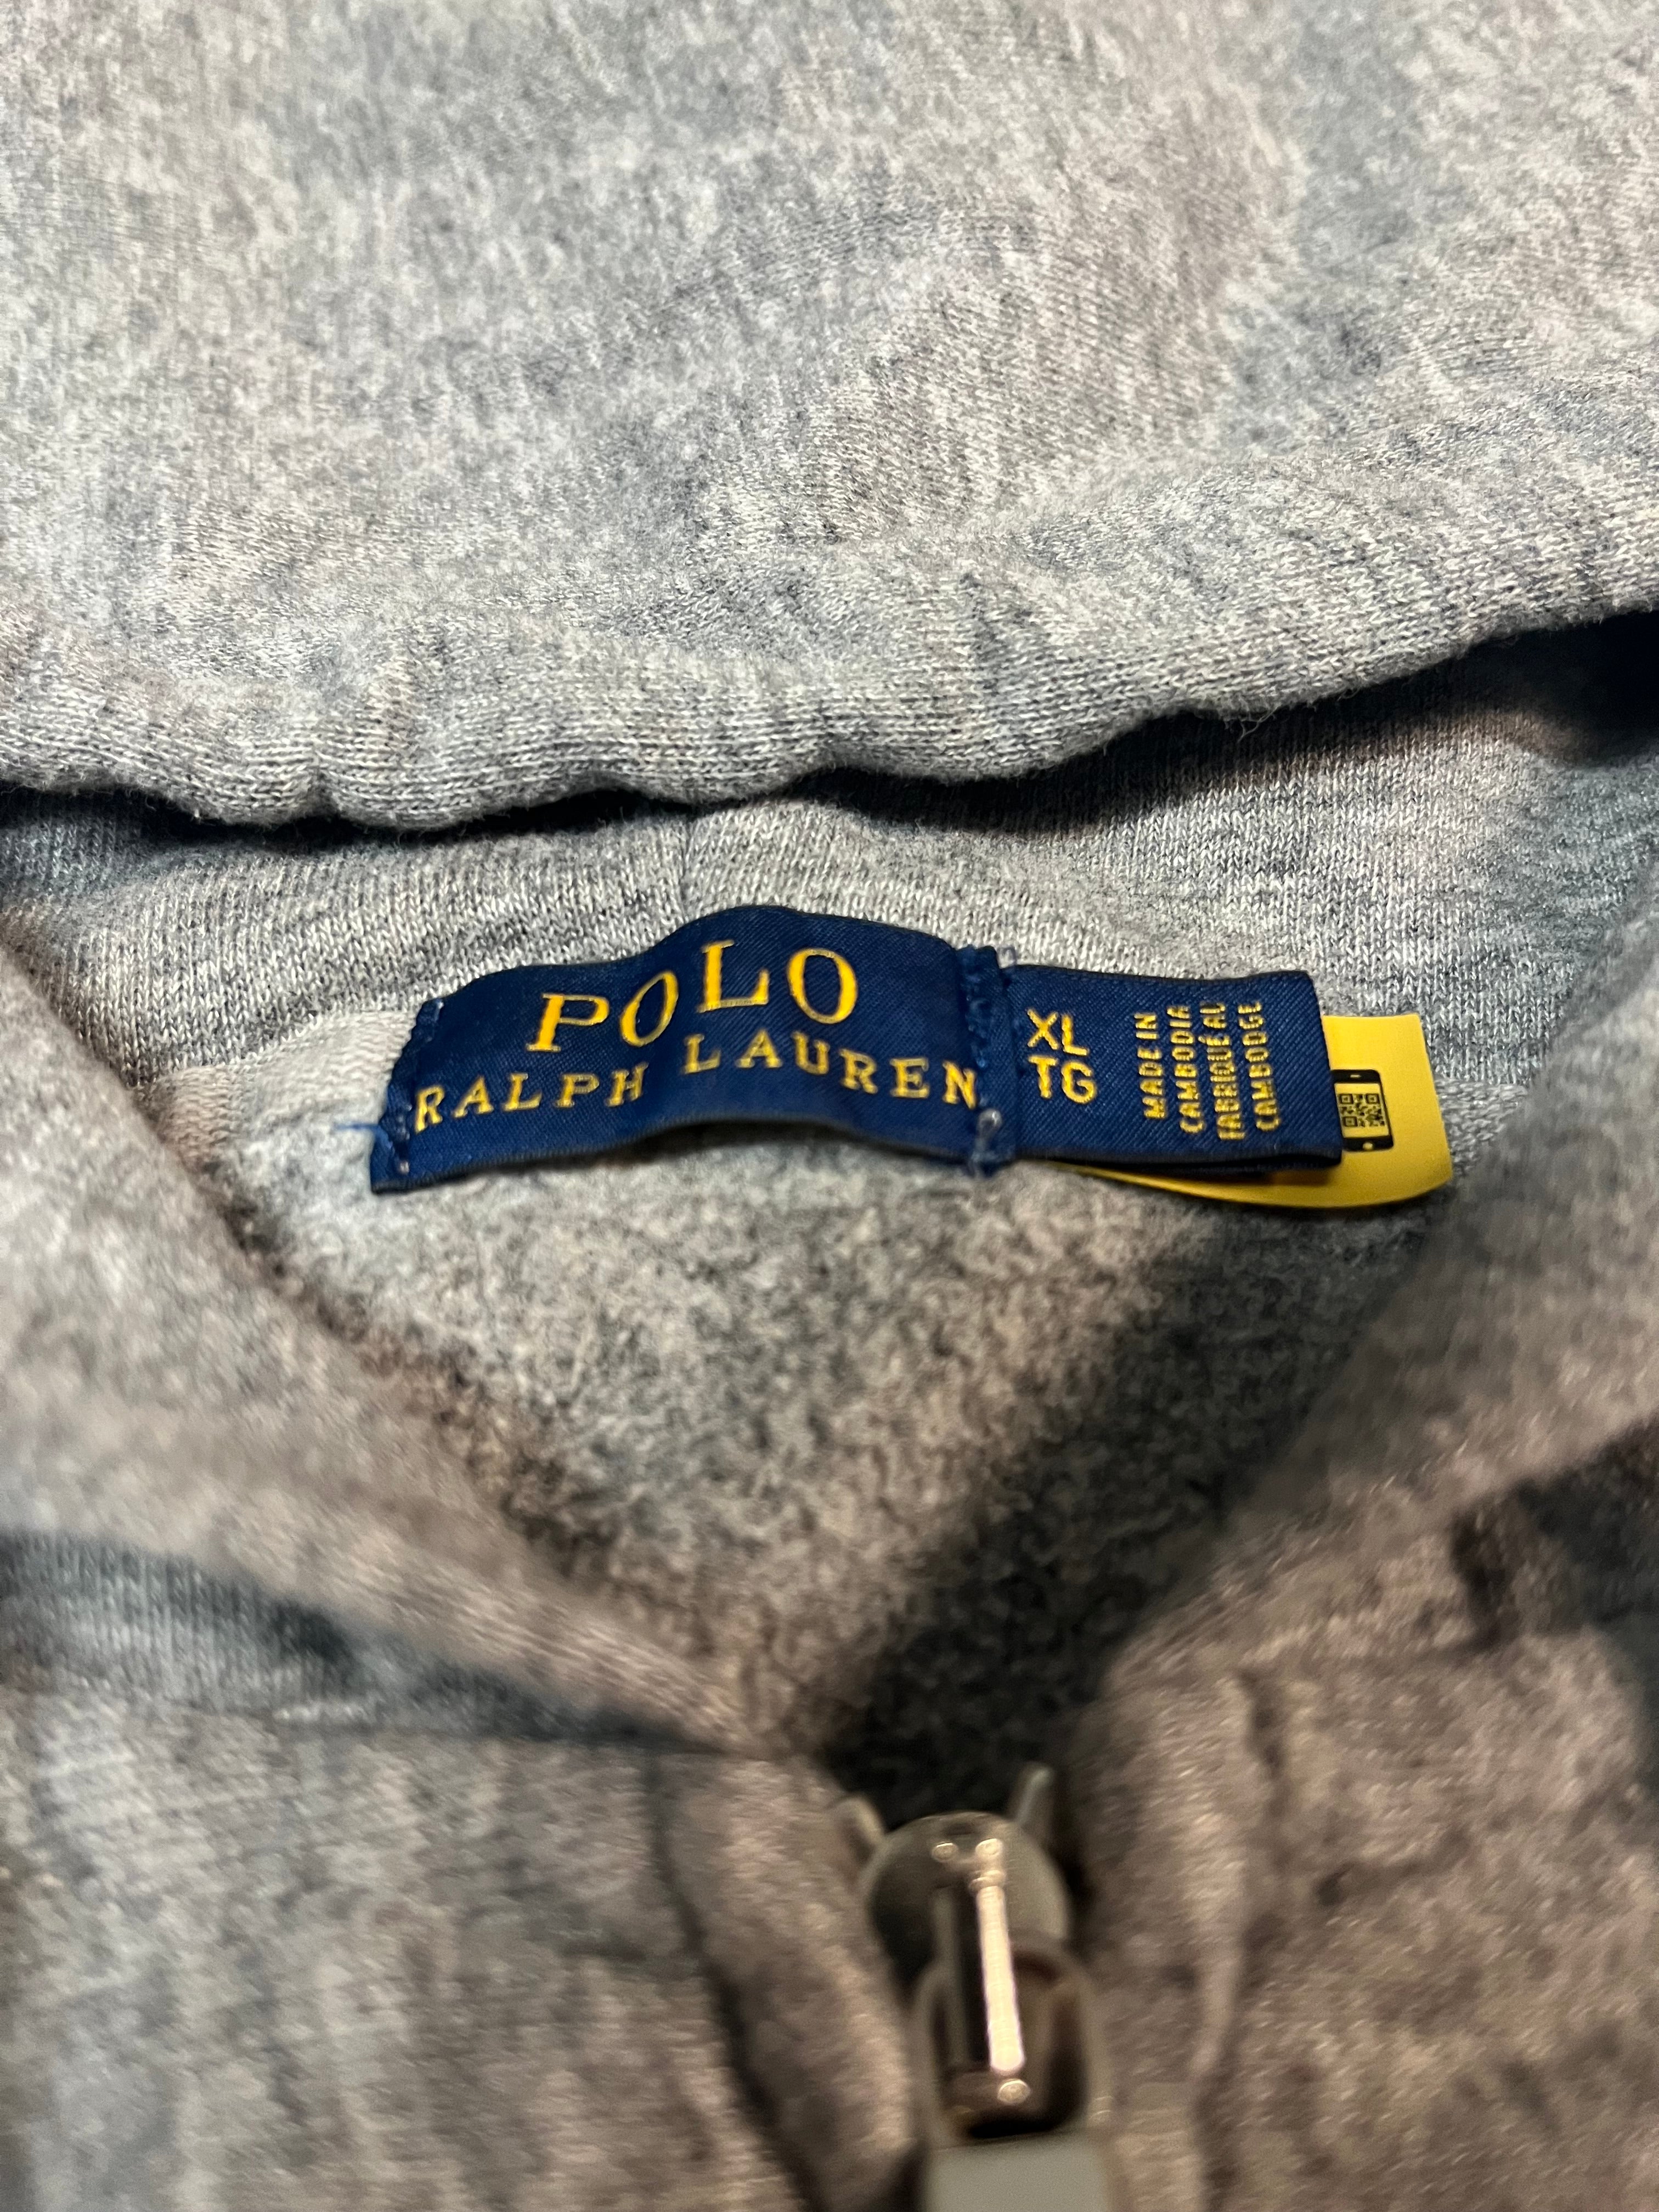 POLO
RALPH LAUREN
XL
TG
MADE IN
CAMBODIA
FABRIQUÉ AU
CAMBODGE